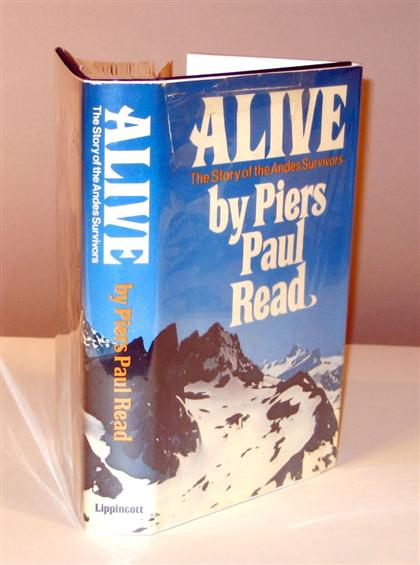 ALIVE
The Story of the Andes Survivors
by Piers Paul Read
Lippincott
ALIVE
The Story of the Andes Survivors
by Piers
Paul
Read